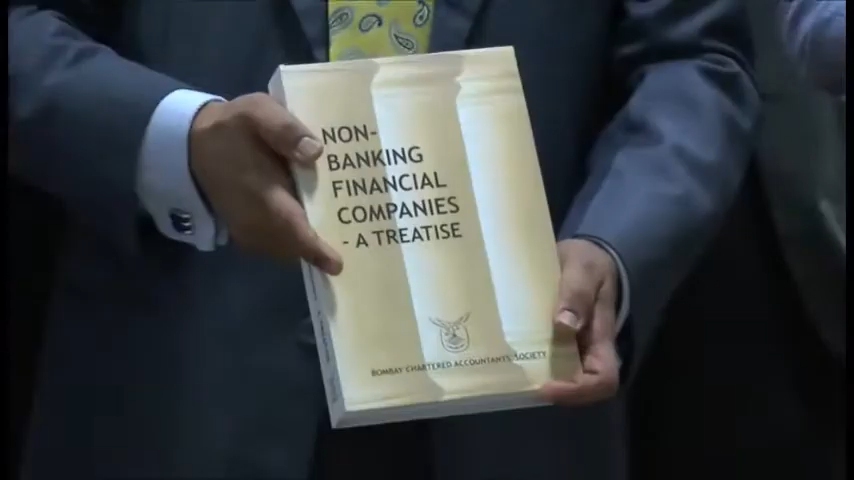 NON-
BANKING
FINANCIAL
COMPANIES
- A TREATISE
BOMBAY CHARTERED ACCOUNTANTS' SOCIETY